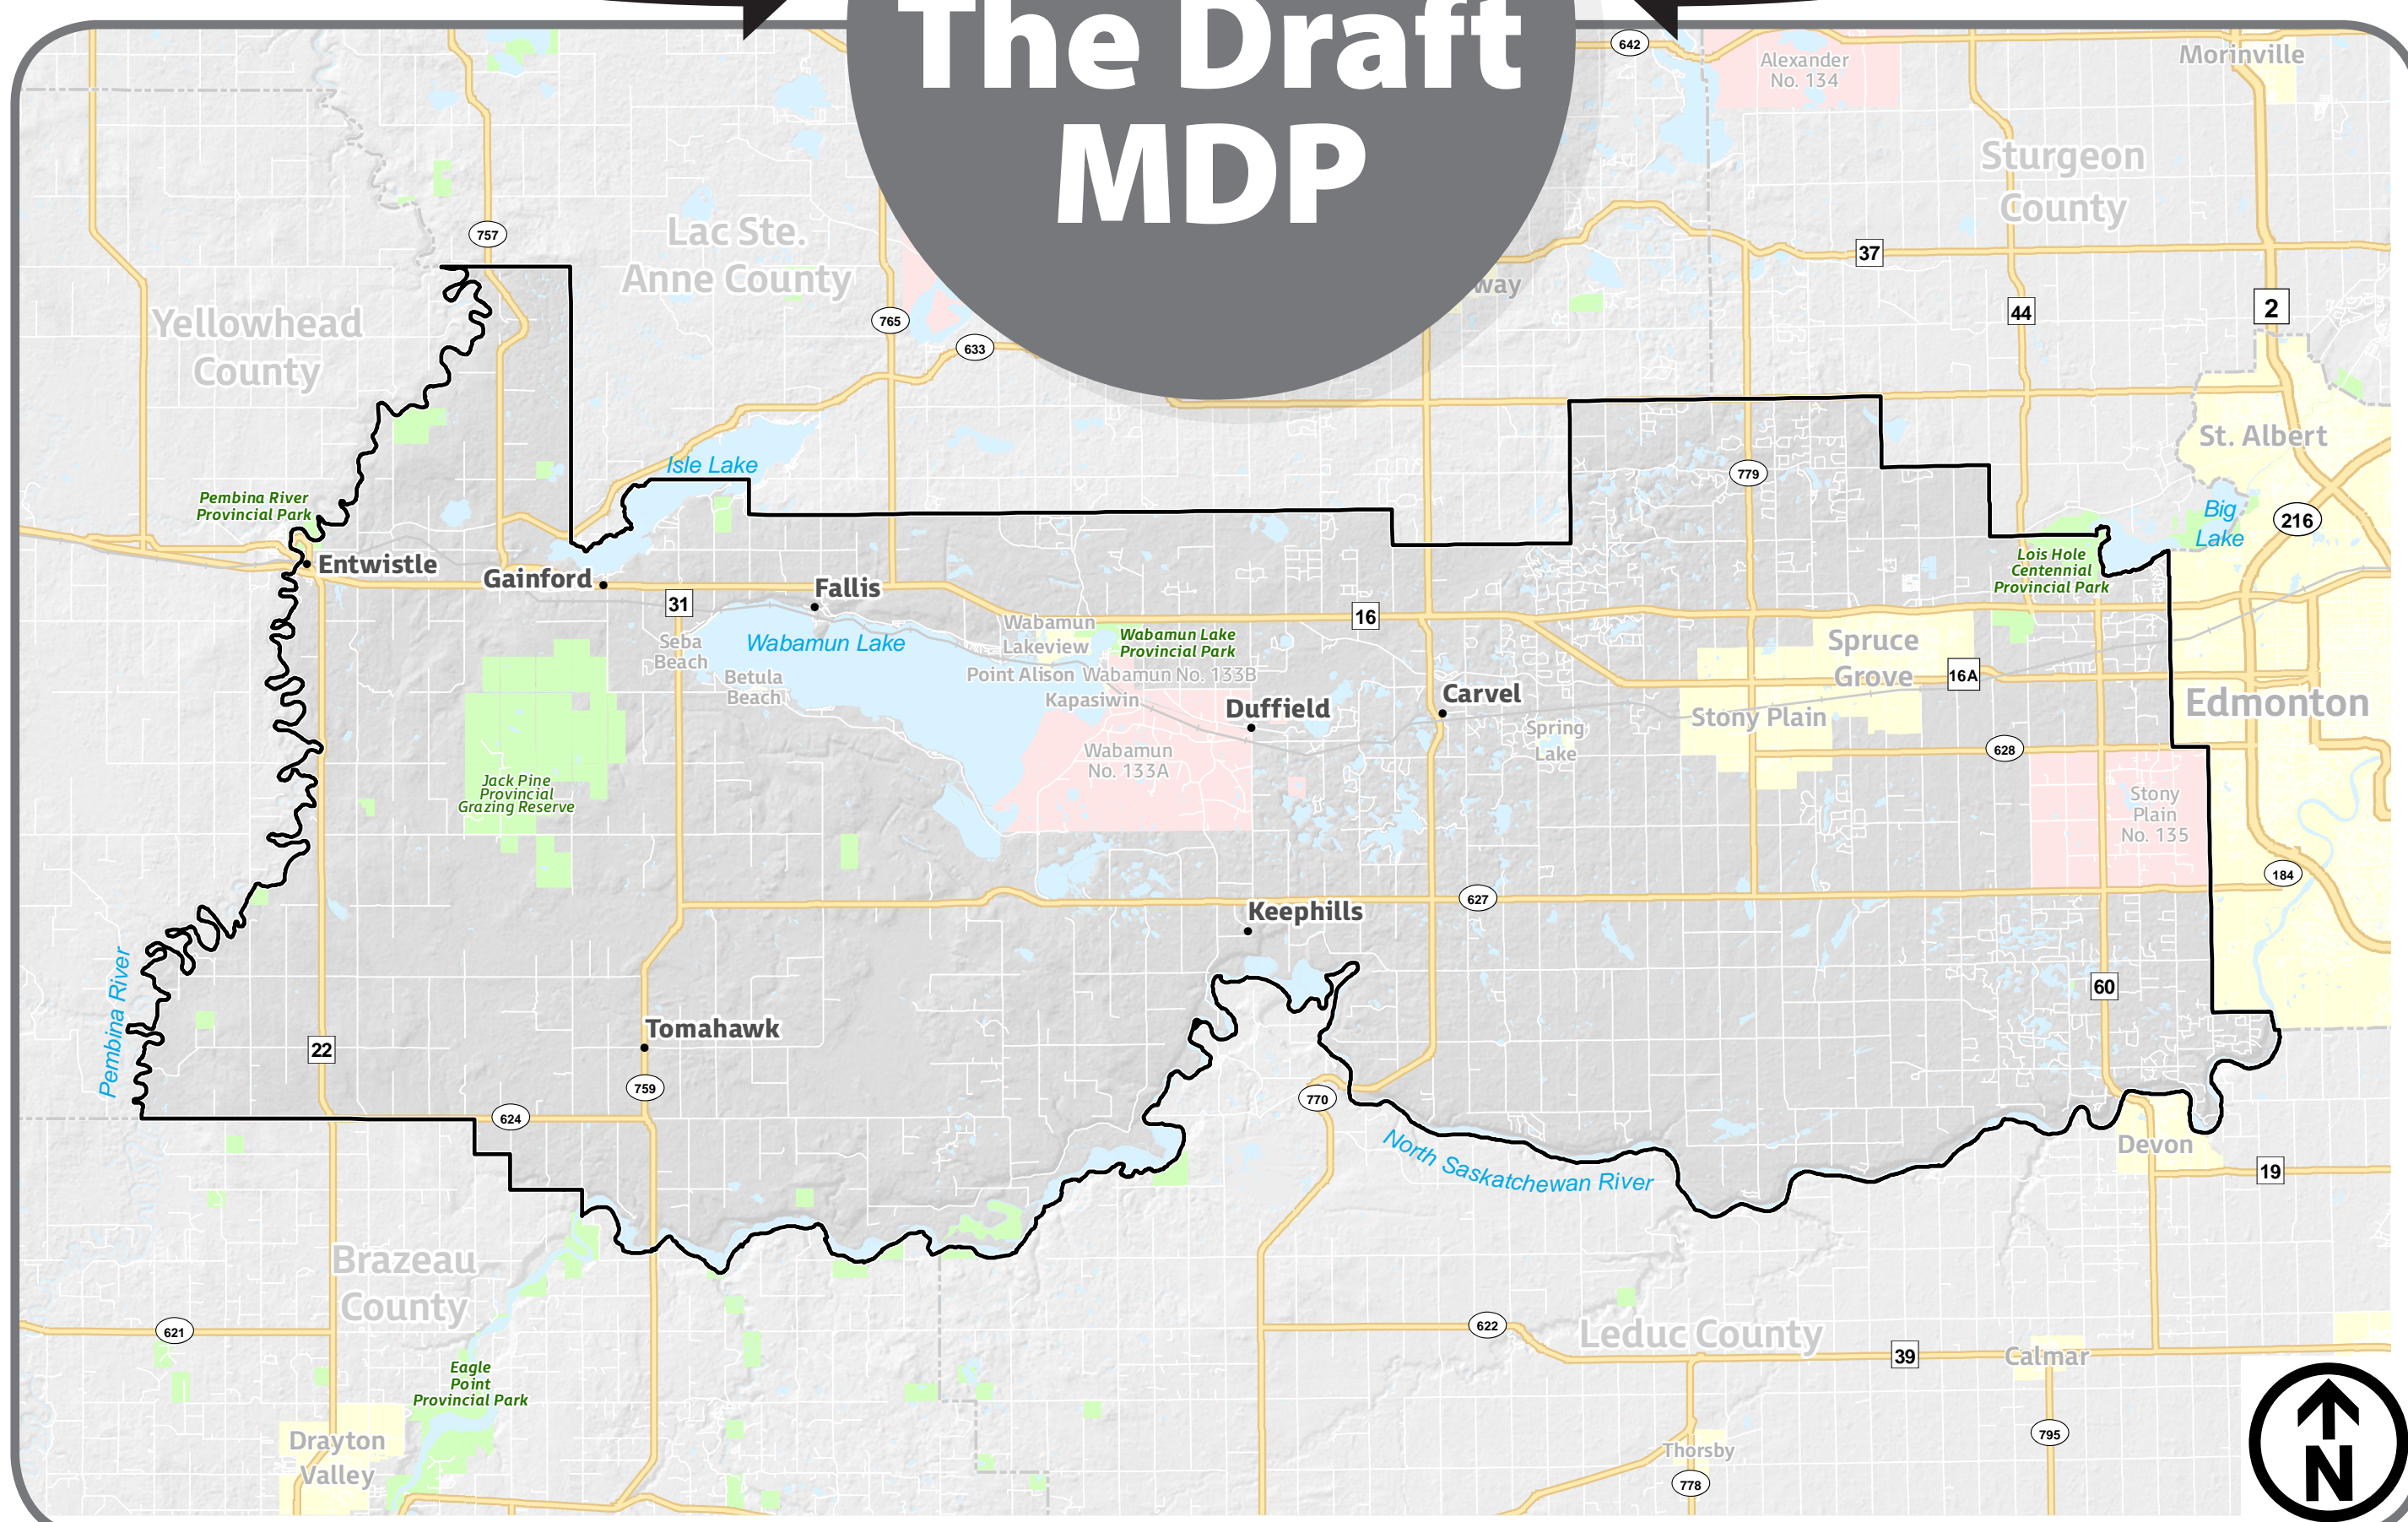 The Draft
MDP
642
Alexander
No. 134
Morinville
Sturgeon
County
757
Lac Ste.
Anne County
37
way
44
2
Yellowhead
County
765
633
St. Albert
Isle Lake
779
Pembina River
Provincial Park
Big
Lake
216
Entwistle
Gainford
Fallis
Lois Hole
Centennial
Provincial Park
31
16
Wabamun
Lakeview
Wabamun Lake
Provincial Park
Seba
Beach
Wabamun Lake
Spruce
Grove
Betula
Beach
Point Alison
Wabamun No. 133B
16A
Kapasiwin
Duffield
Carvel
Edmonton
Stony Plain
Spring
Lake
Wabamun
No. 133A
628
Jack Pine
Provincial
Grazing Reserve
Stony
Plain
No. 135
184
627
Keephills
Pembina River
60
Tomahawk
22
759
770
624
North Saskatchewan River
Devon
19
Brazeau
County
621
622
Leduc County
39
Calmar
Eagle
Point
Provincial Park
Drayton
Valley
795
Thorsby
778
N